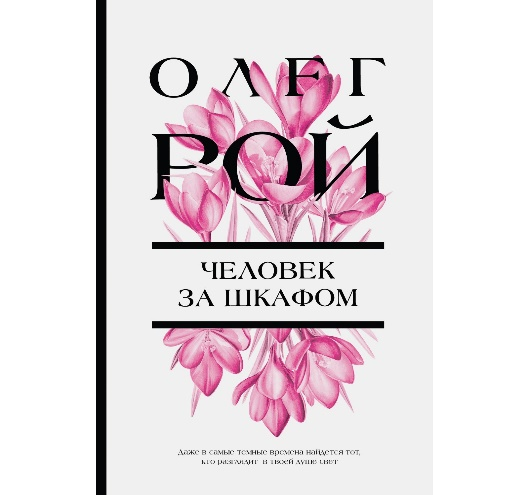 ОЛЕГ
РОЙ
ЧЕЛОВЕК
ЗА ШКАФОМ
Даже в самые темные времена найдется тот,
кто разглядит в твоей душе свет